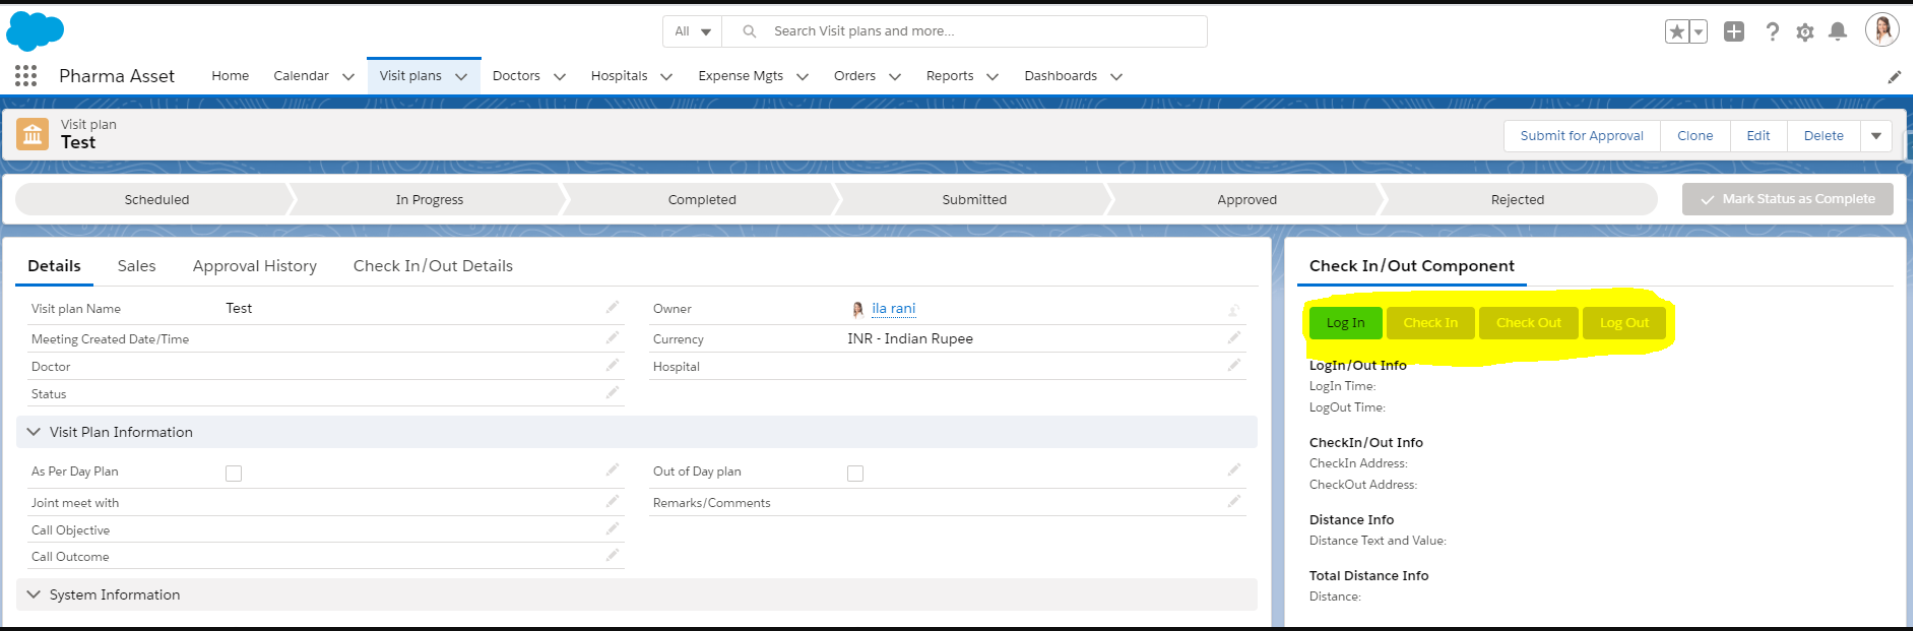 All Search Visit plans and more...
Pharma Asset Home Calendar Visit plans Doctors Hospitals Expense Mgts Orders Reports Dashboards
Visit plan
Test
Submit for Approval Clone Edit Delete
Scheduled In Progress Completed Submitted Approved Rejected Mark Status as Complete
Details Sales Approval History Check In/Out Details
Visit plan Name Test Owner ila rani
Meeting Created Date/Time Currency INR - Indian Rupee
Doctor Hospital
Status
Visit Plan Information
As Per Day Plan Out of Day plan
Joint meet with Remarks/Comments
Call Objective
Call Outcome
System Information
Check In/Out Component
Log In Check In Check Out Log Out
LogIn/Out Info
LogIn Time:
LogOut Time:
CheckIn/Out Info
CheckIn Address:
CheckOut Address:
Distance Info
Distance Text and Value:
Total Distance Info
Distance: